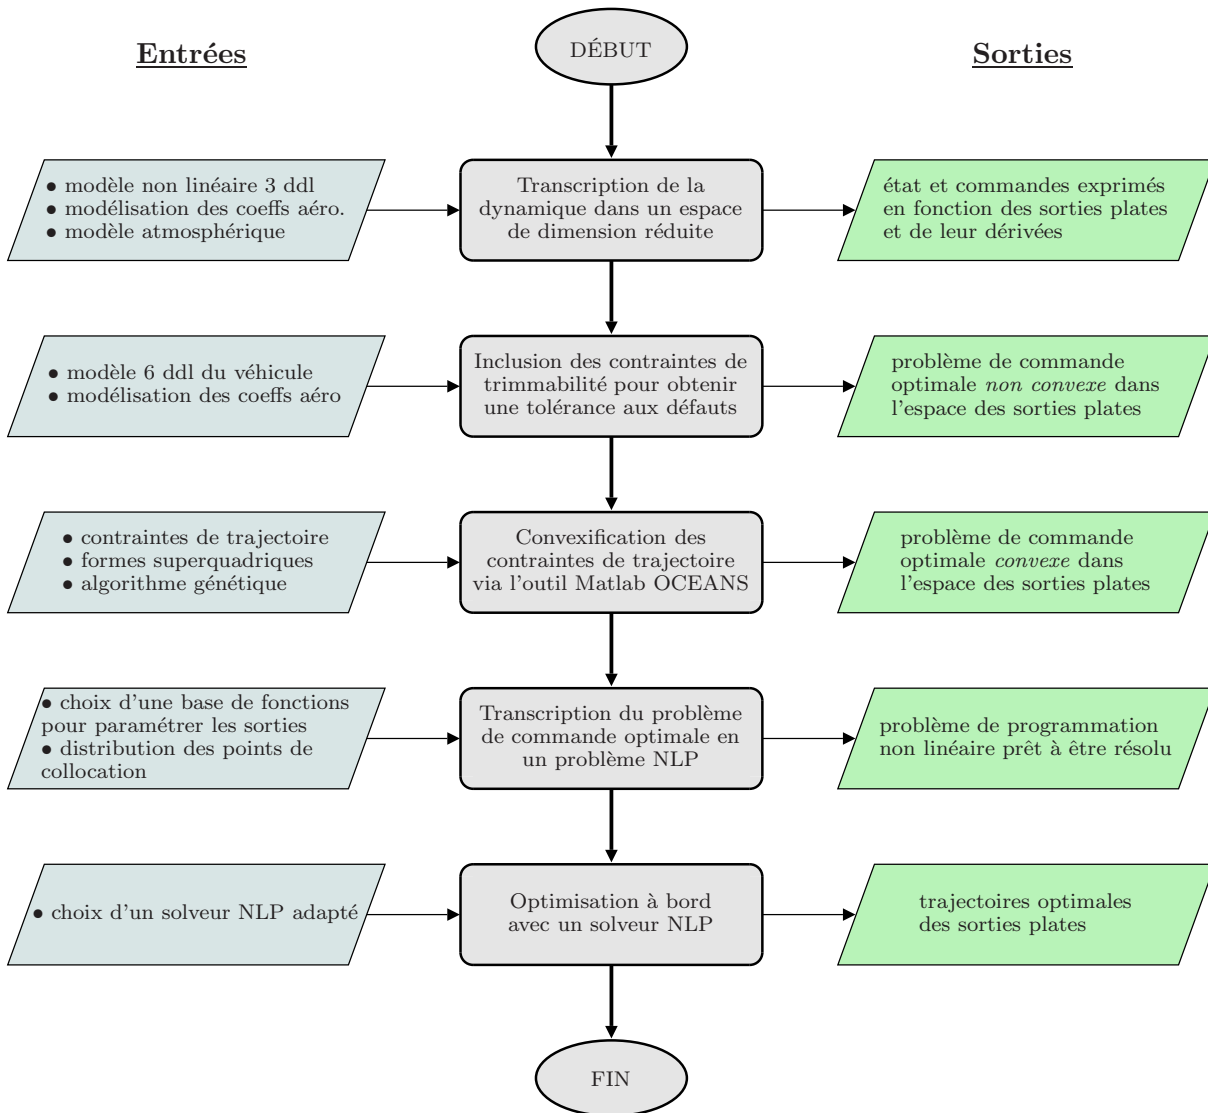 DÉBUT
Entrées
Sorties
• modèle non linéaire 3 ddl
• modélisation des coeffs aéro.
• modèle atmosphérique
Transcription de la
dynamique dans un espace
de dimension réduite
état et commandes exprimés
en fonction des sorties plates
et de leur dérivées
• modèle 6 ddl du véhicule
• modélisation des coeffs aéro
Inclusion des contraintes de
trimmabilité pour obtenir
une tolérance aux défauts
problème de commande
optimale non convexe dans
l'espace des sorties plates
• contraintes de trajectoire
• formes superquadriques
• algorithme génétique
Convexification des
contraintes de trajectoire
via l'outil Matlab OCEANS
problème de commande
optimale convexe dans
l'espace des sorties plates
• choix d'une base de fonctions
pour paramétrer les sorties
• distribution des points de
collocation
Transcription du problème
de commande optimale en
un problème NLP
problème de programmation
non linéaire prêt à être résolu
• choix d'un solveur NLP adapté
Optimisation à bord
avec un solveur NLP
trajectoires optimales
des sorties plates
FIN